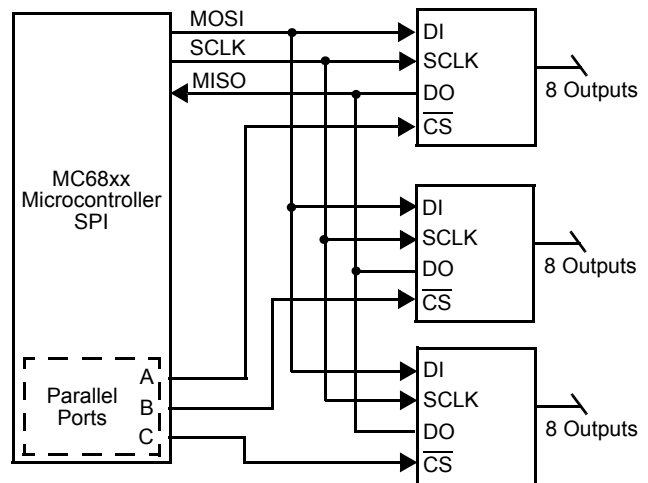 MOSI
SCLK
MISO
MC68xx
Microcontroller
SPI
Parallel
Ports
A
B
C
DI
SCLK
DO
CS
8 Outputs
DI
SCLK
DO
CS
8 Outputs
DI
SCLK
DO
CS
8 Outputs